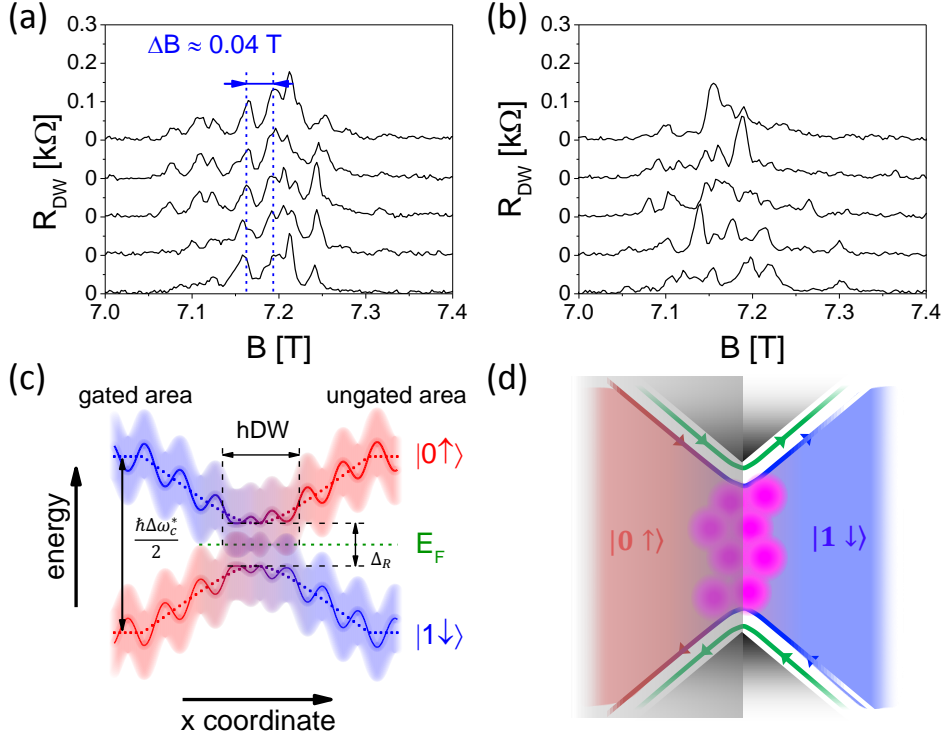 (a)
0.3
0.2
0.1
0
0
0
0
0
R_DW [kΩ]
ΔB ≈ 0.04 T
7.0 7.1 7.2 7.3 7.4
B [T]
(b)
0.3
0.2
0.1
0
0
0
0
0
R_DW [kΩ]
7.0 7.1 7.2 7.3 7.4
B [T]
(c)
gated area
ungated area
hDW
|0↑⟩
ħΔω_c^*/2
E_F
Δ_R
energy
|1↓⟩
x coordinate
(d)
|0 ↑⟩
|1 ↓⟩